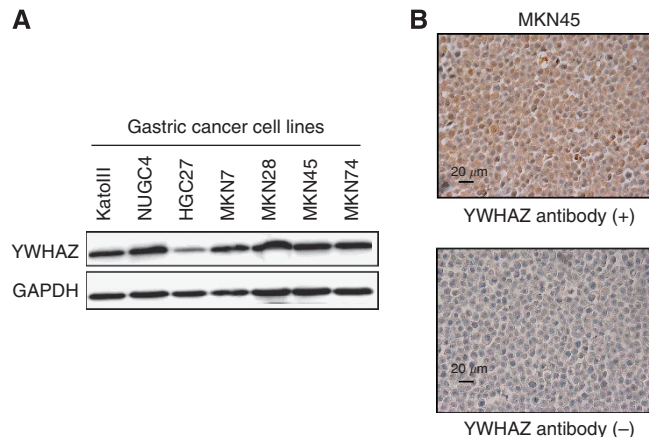 A
Gastric cancer cell lines
KatoIII
NUGC4
HGC27
MKN7
MKN28
MKN45
MKN74
YWHAZ
GAPDH
B
MKN45
20 μm
YWHAZ antibody (+)
20 μm
YWHAZ antibody (–)